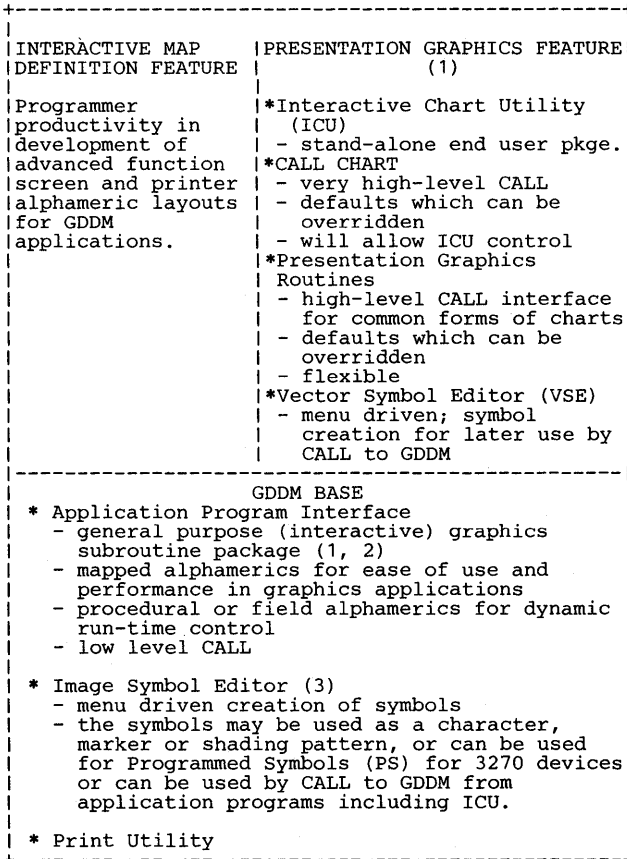 INTERACTIVE MAP
DEFINITION FEATURE
Programmer
productivity in
development of
advanced function
screen and printer
alphameric layouts
for GDDM
applications.
PRESENTATION GRAPHICS FEATURE
(1)
*Interactive Chart Utility
(ICU)
- stand-alone end user pkge.
*CALL CHART
- very high-level CALL
- defaults which can be
overridden
- will allow ICU control
*Presentation Graphics
Routines
- high-level CALL interface
for common forms of charts
- defaults which can be
overridden
- flexible
*Vector Symbol Editor (VSE)
- menu driven; symbol
creation for later use by
CALL to GDDM
GDDM BASE
* Application Program Interface
- general purpose (interactive) graphics
subroutine package (1, 2)
- mapped alphamerics for ease of use and
performance in graphics applications
- procedural or field alphamerics for dynamic
run-time control
- low level CALL
* Image Symbol Editor (3)
- menu driven creation of symbols
- the symbols may be used as a character,
marker or shading pattern, or can be used
for Programmed Symbols (PS) for 3270 devices
or can be used by CALL to GDDM from
application programs including ICU.
* Print Utility